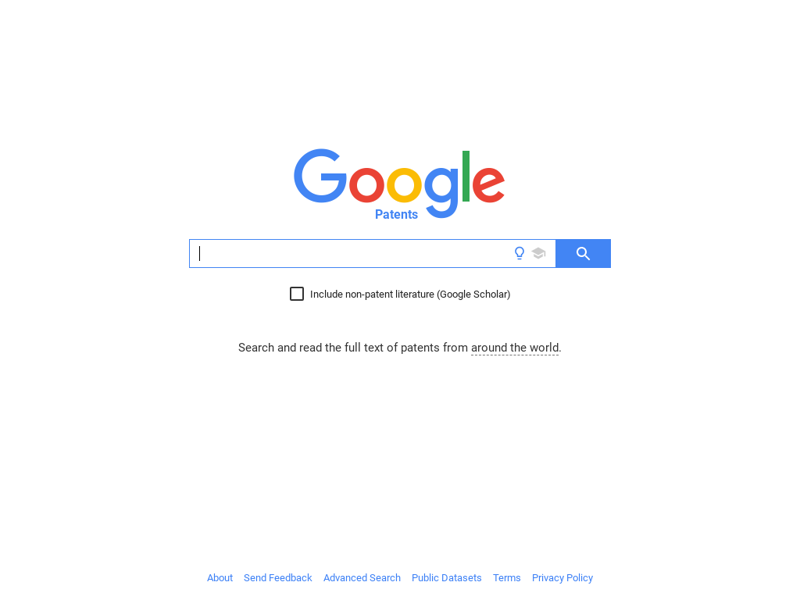 Google
Patents
Include non-patent literature (Google Scholar)
Search and read the full text of patents from around the world.
About Send Feedback Advanced Search Public Datasets Terms Privacy Policy